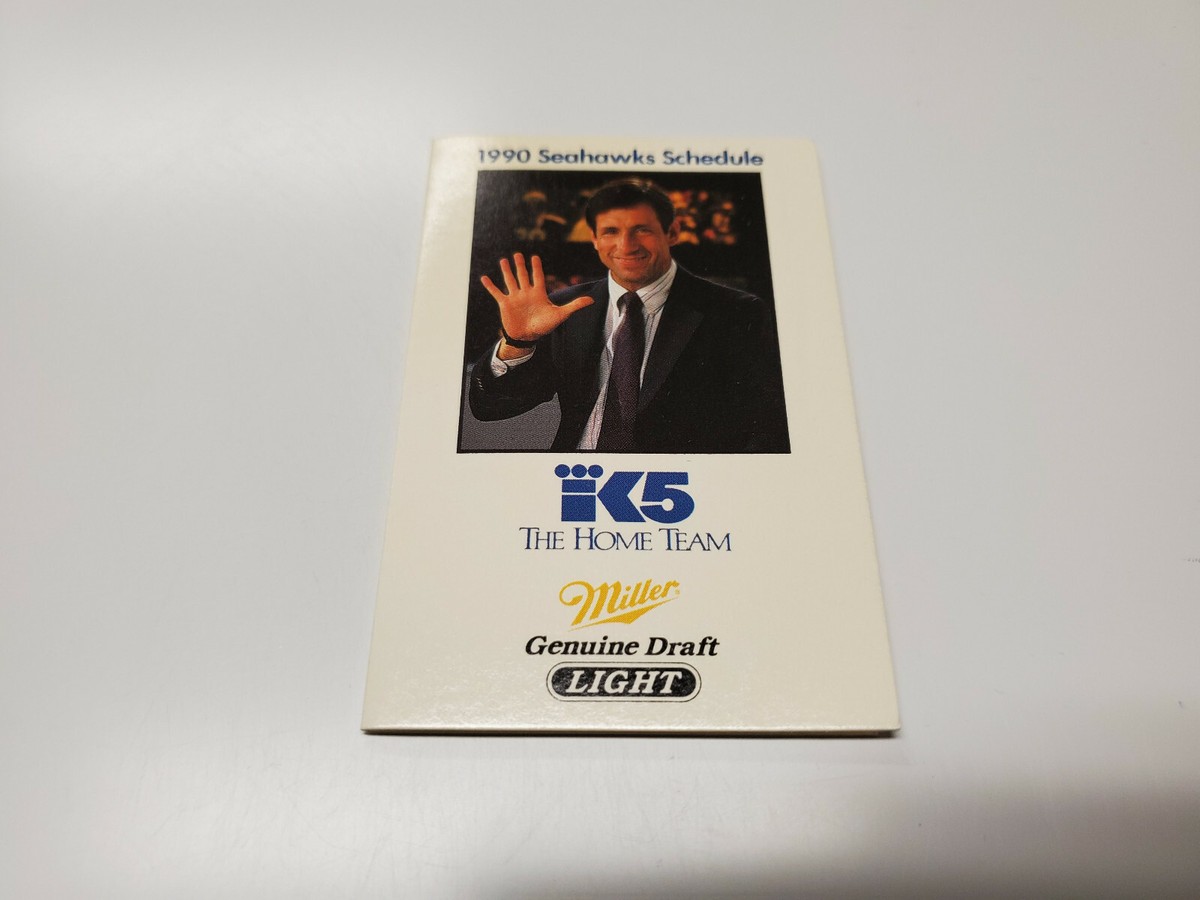 1990 Seahawks Schedule
K5
THE HOME TEAM
Miller
Genuine Draft
LIGHT